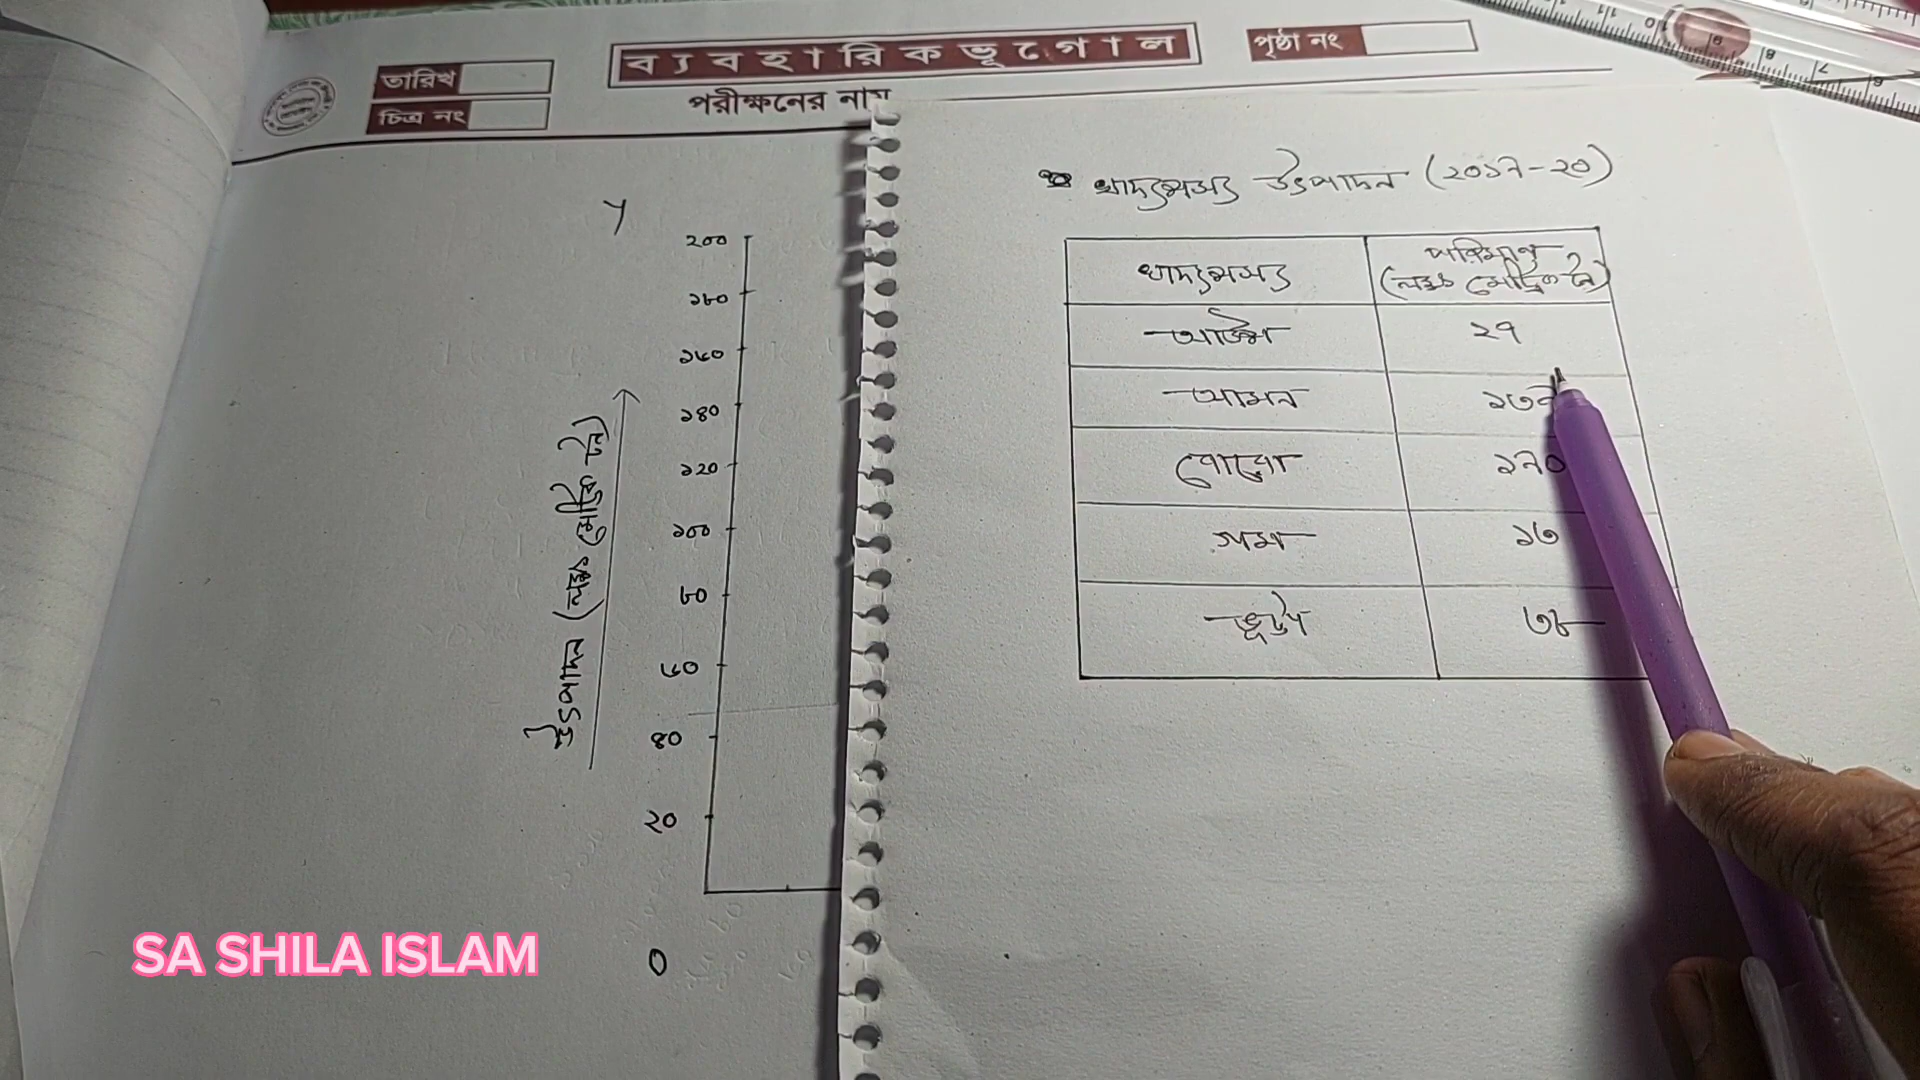 তারিখ
চিত্র নং
ব্যবহারিক ভূগোল
পৃষ্ঠা নং
পরীক্ষনের নাম
খাদ্যশস্য উৎপাদন (২০১৭-২০)
খাদ্যশস্য
পরিমাণ
(লক্ষ মেট্রিক টন)
আউশ
২৭
আমন
বোরো
গম
১৩
ভূট্টা
৩৮
Y
২০০
১৮০
১৬০
১৪০
১২০
১০০
৮০
৬০
৪০
২০
০
উৎপাদন (লক্ষ মেট্রিক টন)
SA SHILA ISLAM